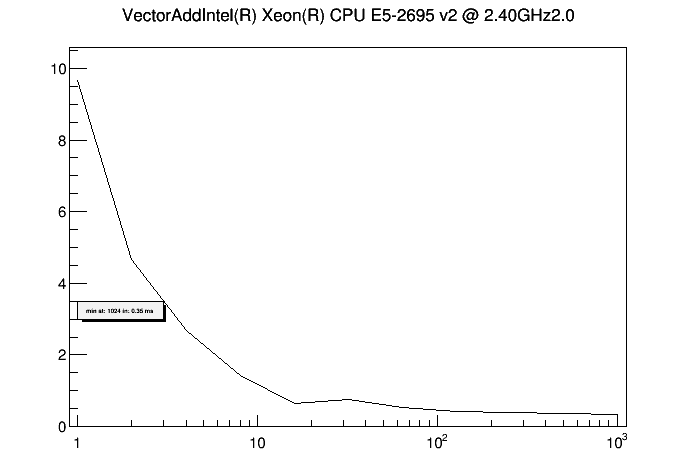 VectorAddIntel(R) Xeon(R) CPU E5-2695 v2 @ 2.40GHz2.0
10
8
6
4
min at: 1024 in: 0.35 ms
2
0
1 10 10² 10³